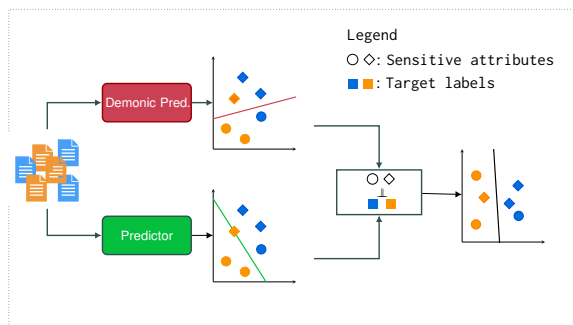 Legend
: Sensitive attributes
: Target labels
Demonic Pred.
Predictor
⊥